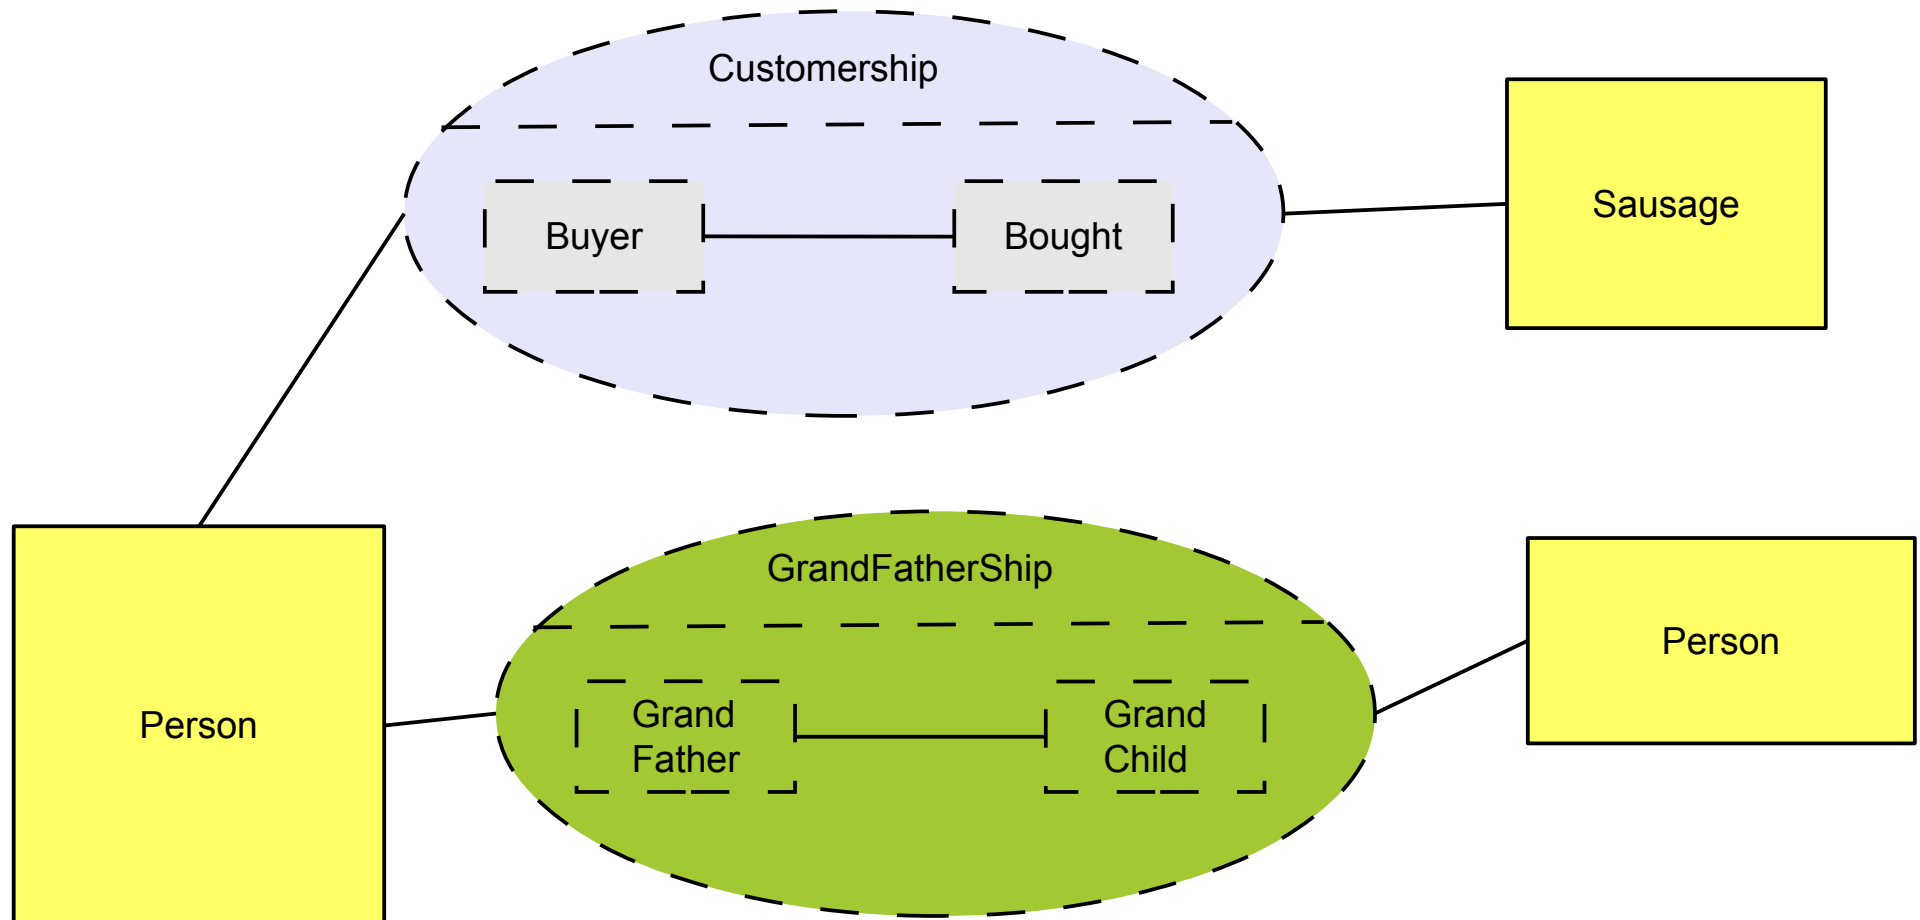 Customership
Buyer
Bought
Sausage
GrandFatherShip
Person
Grand
Father
Grand
Child
Person